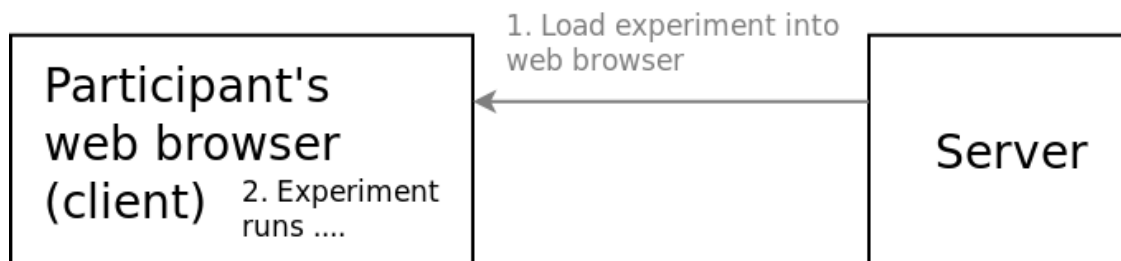 1. Load experiment into
web browser
Participant's
web browser
(client)
2. Experiment
runs ....
Server